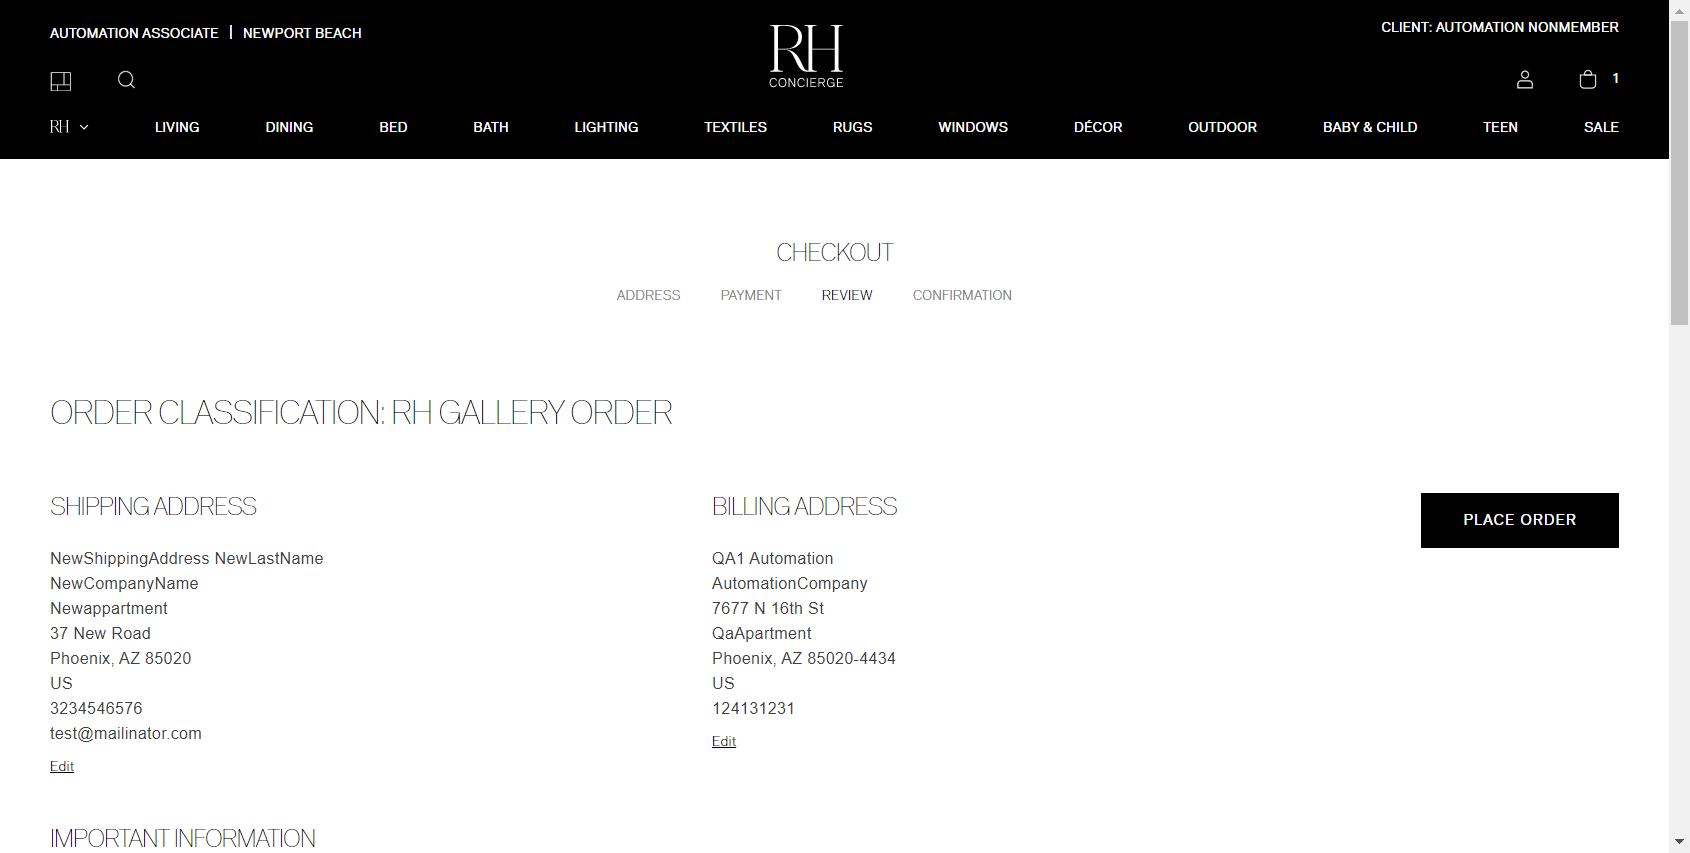 AUTOMATION ASSOCIATE | NEWPORT BEACH
RH
CONCIERGE
CLIENT: AUTOMATION NONMEMBER
1
RH
LIVING
DINING
BED
BATH
LIGHTING
TEXTILES
RUGS
WINDOWS
DÉCOR
OUTDOOR
BABY & CHILD
TEEN
SALE
CHECKOUT
ADDRESS
PAYMENT
REVIEW
CONFIRMATION
ORDER CLASSIFICATION: RH GALLERY ORDER
SHIPPING ADDRESS
NewShippingAddress NewLastName
NewCompanyName
Newappartment
37 New Road
Phoenix, AZ 85020
US
3234546576
test@mailinator.com
Edit
BILLING ADDRESS
QA1 Automation
AutomationCompany
7677 N 16th St
QaApartment
Phoenix, AZ 85020-4434
US
124131231
Edit
PLACE ORDER
IMPORTANT INFORMATION